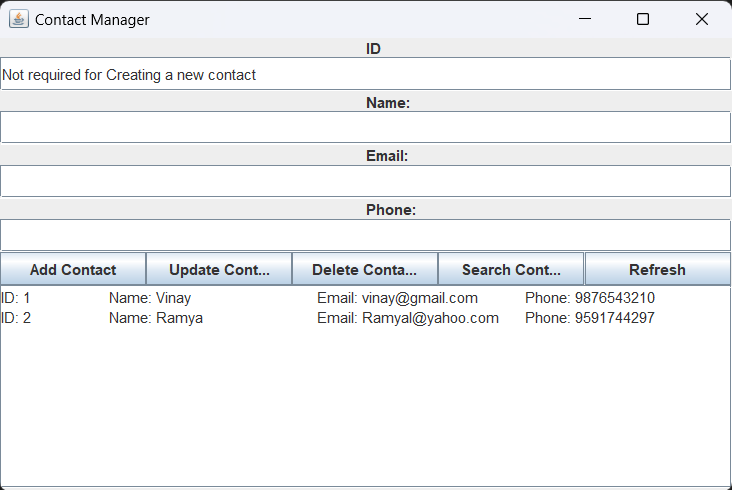 Contact Manager
ID
Not required for Creating a new contact
Name:
Email:
Phone:
Add Contact Update Cont... Delete Conta... Search Cont... Refresh
ID: 1 Name: Vinay Email: vinay@gmail.com Phone: 9876543210
ID: 2 Name: Ramya Email: Ramyal@yahoo.com Phone: 9591744297